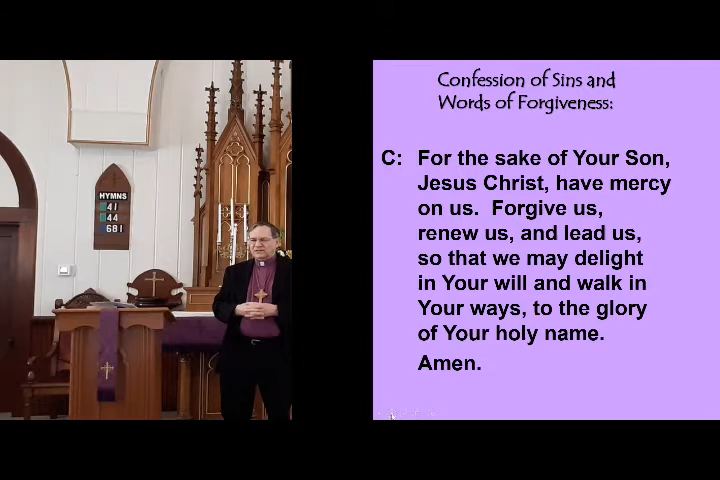 HYMNS
41
44
681
Confession of Sins and
Words of Forgiveness:
C: For the sake of Your Son,
Jesus Christ, have mercy
on us. Forgive us,
renew us, and lead us,
so that we may delight
in Your will and walk in
Your ways, to the glory
of Your holy name.
Amen.